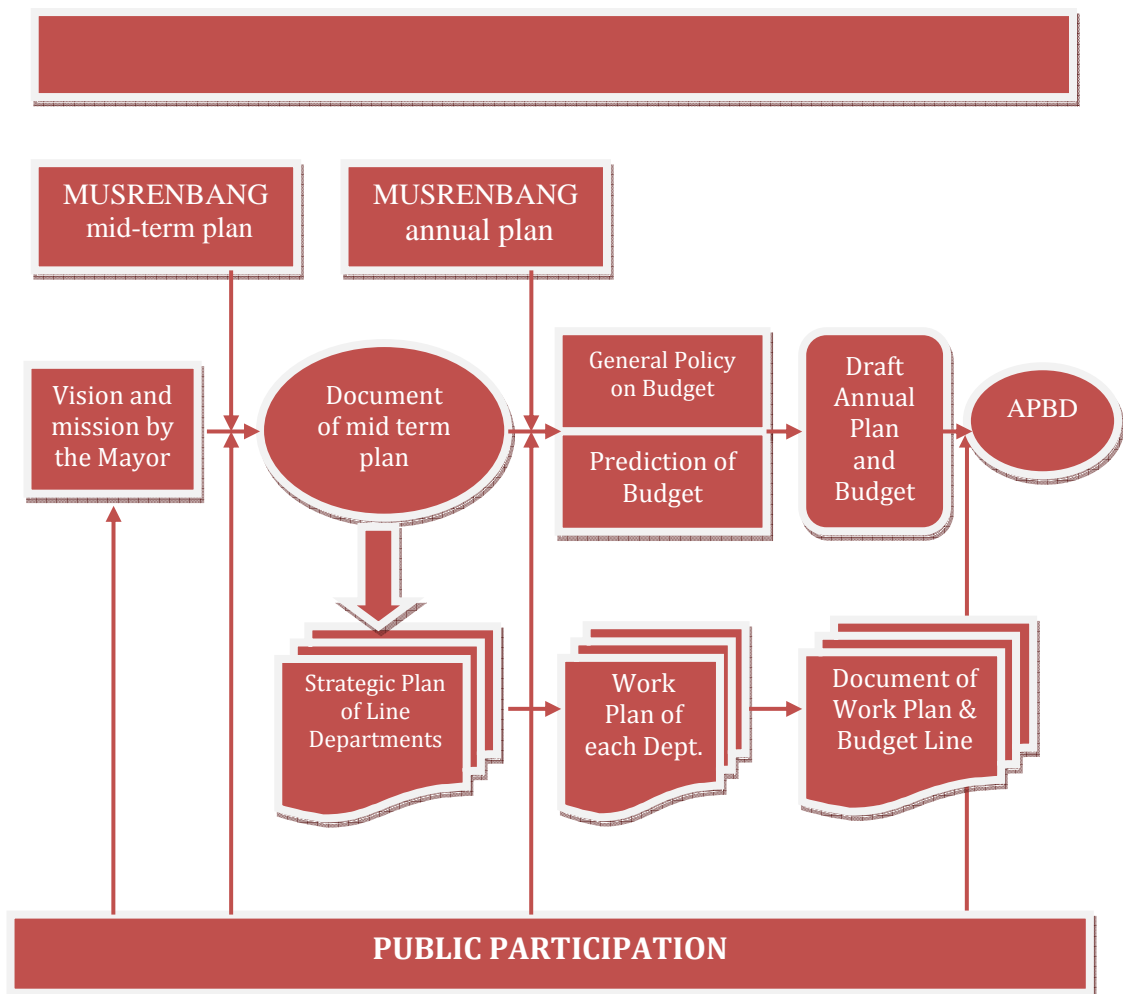 MUSRENBANG
mid-term plan
MUSRENBANG
annual plan
Vision and
mission by
the Mayor
Document
of mid term
plan
General Policy
on Budget
Prediction of
Budget
Draft
Annual
Plan
and
Budget
APBD
Strategic Plan
of Line
Departments
Work
Plan of
each Dept.
Document of
Work Plan &
Budget Line
PUBLIC PARTICIPATION